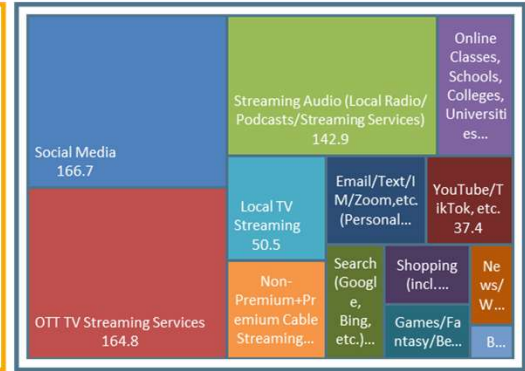 Social Media
166.7
OTT TV Streaming Services
164.8
Streaming Audio (Local Radio/
Podcasts/Streaming Services)
142.9
Online
Classes,
Schools,
Colleges,
Universiti
es...
Local TV
Streaming
50.5
Non-
Premium+Pr
emium Cable
Streaming...
Email/Text/I
M/Zoom,etc.
(Personal...
YouTube/T
ikTok, etc.
37.4
Search
(Googl
e,
Bing,
etc.)...
Shopping
(incl....
Games/Fa
ntasy/Be...
Ne
ws/
W...
B...